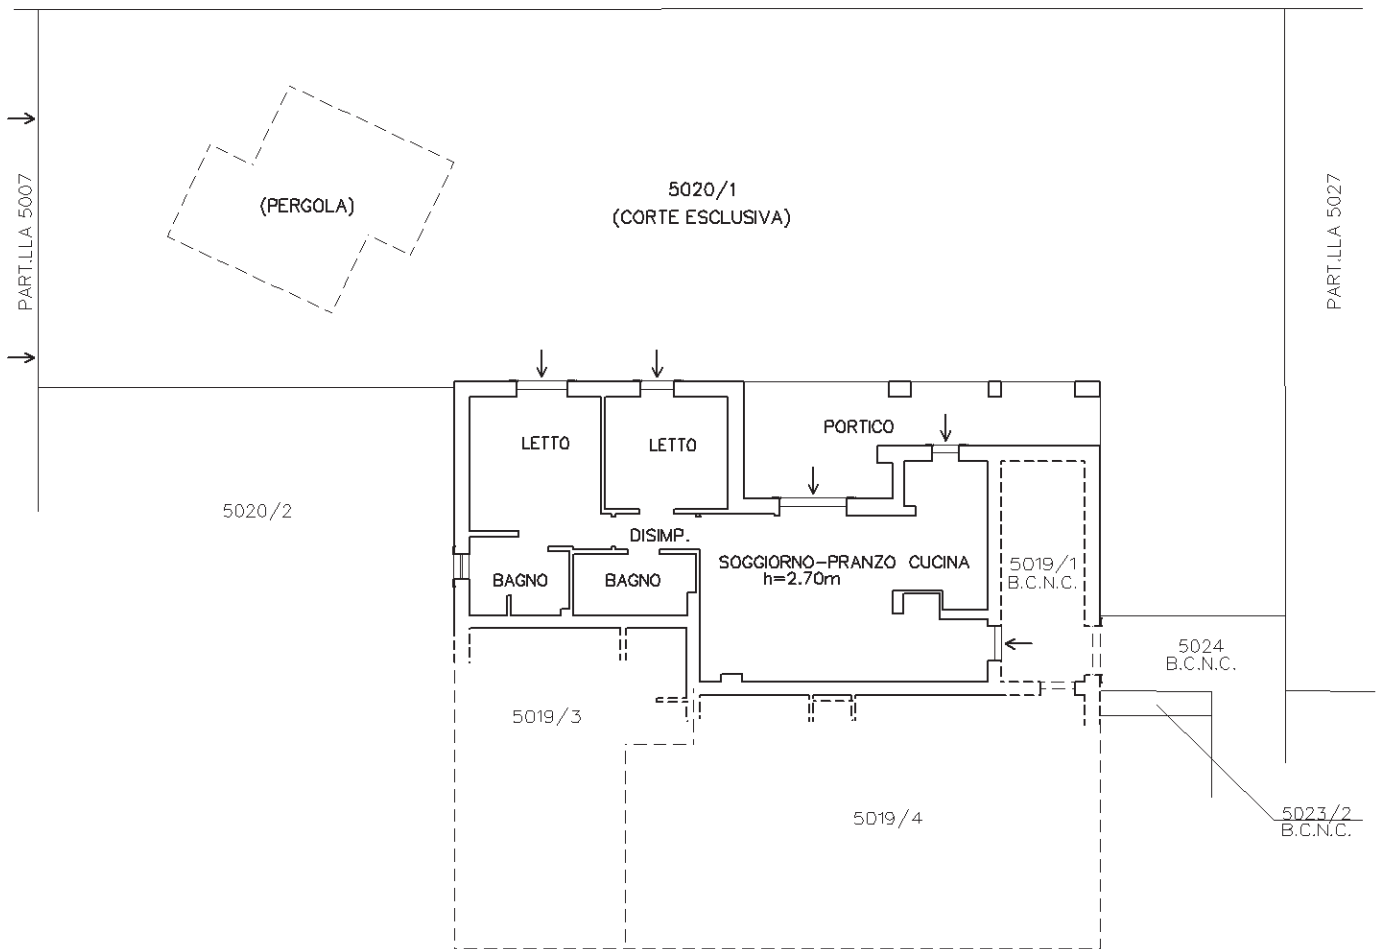 5020/1
(CORTE ESCLUSIVA)
(PERGOLA)
PART.LLA 5007
PART.LLA 5027
PORTICO
LETTO
LETTO
5020/2
DISIMP.
SOGGIORNO-PRANZO CUCINA
h=2.70m
BAGNO
BAGNO
5019/1
B.C.N.C.
5024
B.C.N.C.
5019/3
5019/4
5023/2
B.C.N.C.